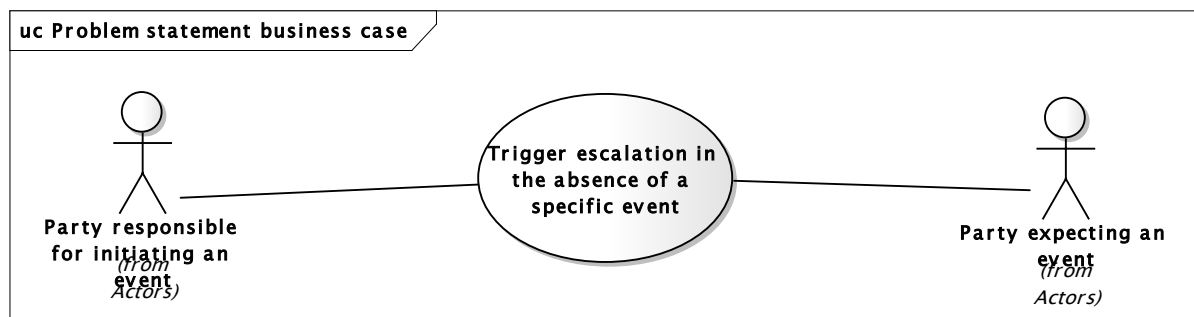 uc Problem statement business case
Trigger escalation in
the absence of a
specific event
Party responsible
for initiating an
event
(from
Actors)
Party expecting an
event
(from
Actors)